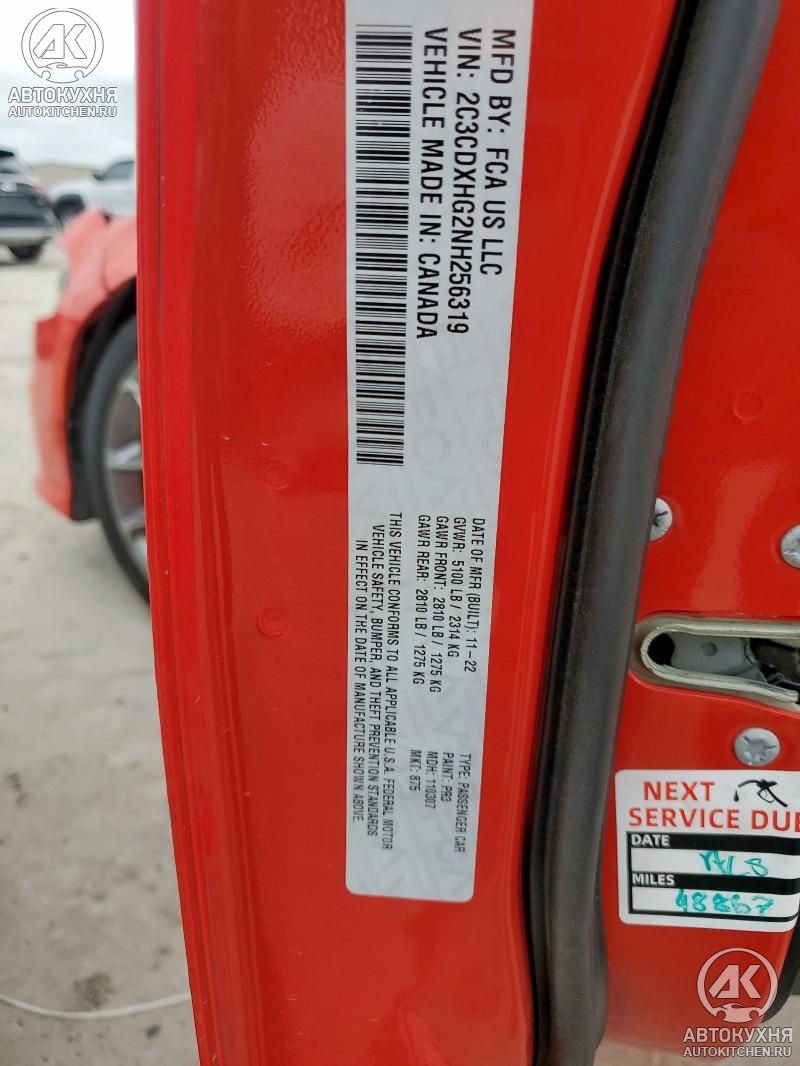 АВТОКУХНЯ
AUTOKITCHEN.RU
MFD BY: FCA US LLC
VIN: 2C3CDXHG2NH256319
VEHICLE MADE IN: CANADA
DATE OF MFR (BUILT): 11-22
GVWR: 5100 LB / 2314 KG
GAWR FRONT: 2810 LB / 1275 KG
GAWR REAR: 2810 LB / 1275 KG
TYPE: PASSENGER CAR
PAINT: PR3
MDH: 110307
MKT: 875
THIS VEHICLE CONFORMS TO ALL APPLICABLE U.S.A. FEDERAL MOTOR
VEHICLE SAFETY, BUMPER, AND THEFT PREVENTION STANDARDS
IN EFFECT ON THE DATE OF MANUFACTURE SHOWN ABOVE.
NEXT
SERVICE DUE
DATE
MILES
48867
АВТОКУХНЯ
AUTOKITCHEN.RU